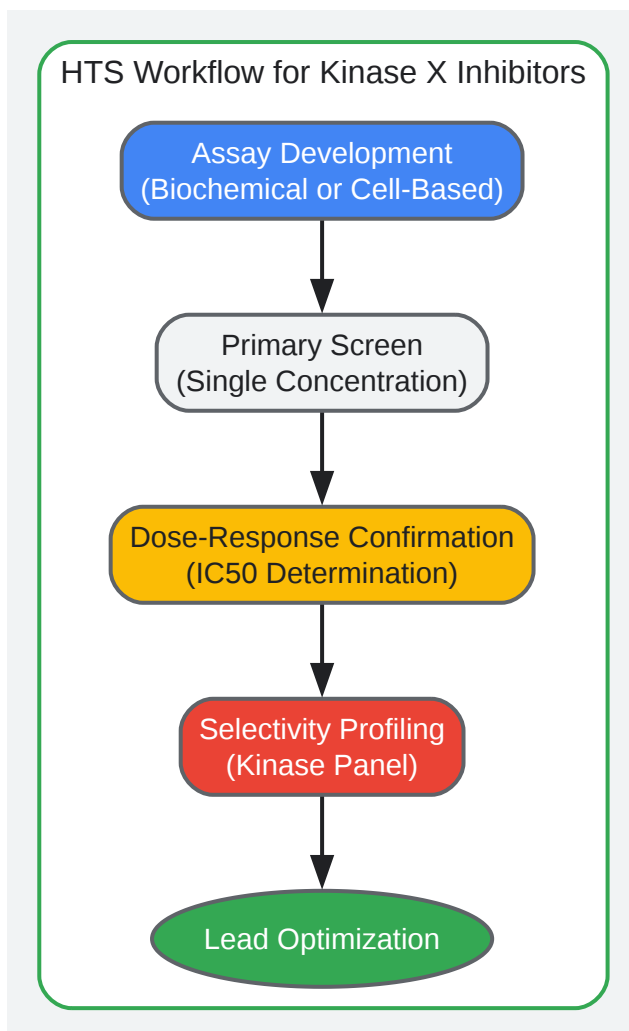 HTS Workflow for Kinase X Inhibitors
Assay Development
(Biochemical or Cell-Based)
Primary Screen
(Single Concentration)
Dose-Response Confirmation
(IC50 Determination)
Selectivity Profiling
(Kinase Panel)
Lead Optimization